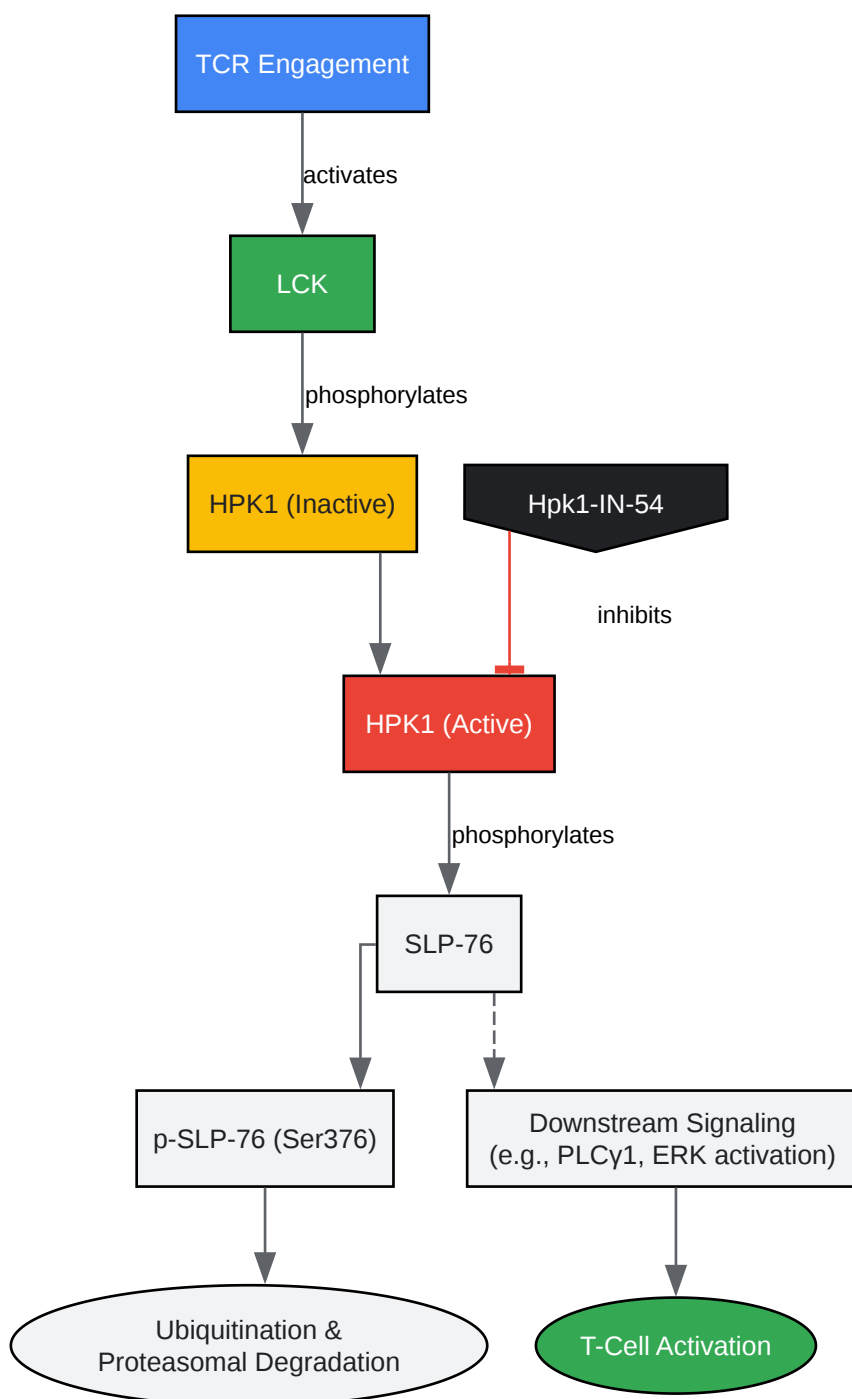 TCR Engagement
activates
LCK
phosphorylates
HPK1 (Inactive)
Hpk1-IN-54
inhibits
HPK1 (Active)
phosphorylates
SLP-76
p-SLP-76 (Ser376)
Downstream Signaling
(e.g., PLCγ1, ERK activation)
Ubiquitination &
Proteasomal Degradation
T-Cell Activation